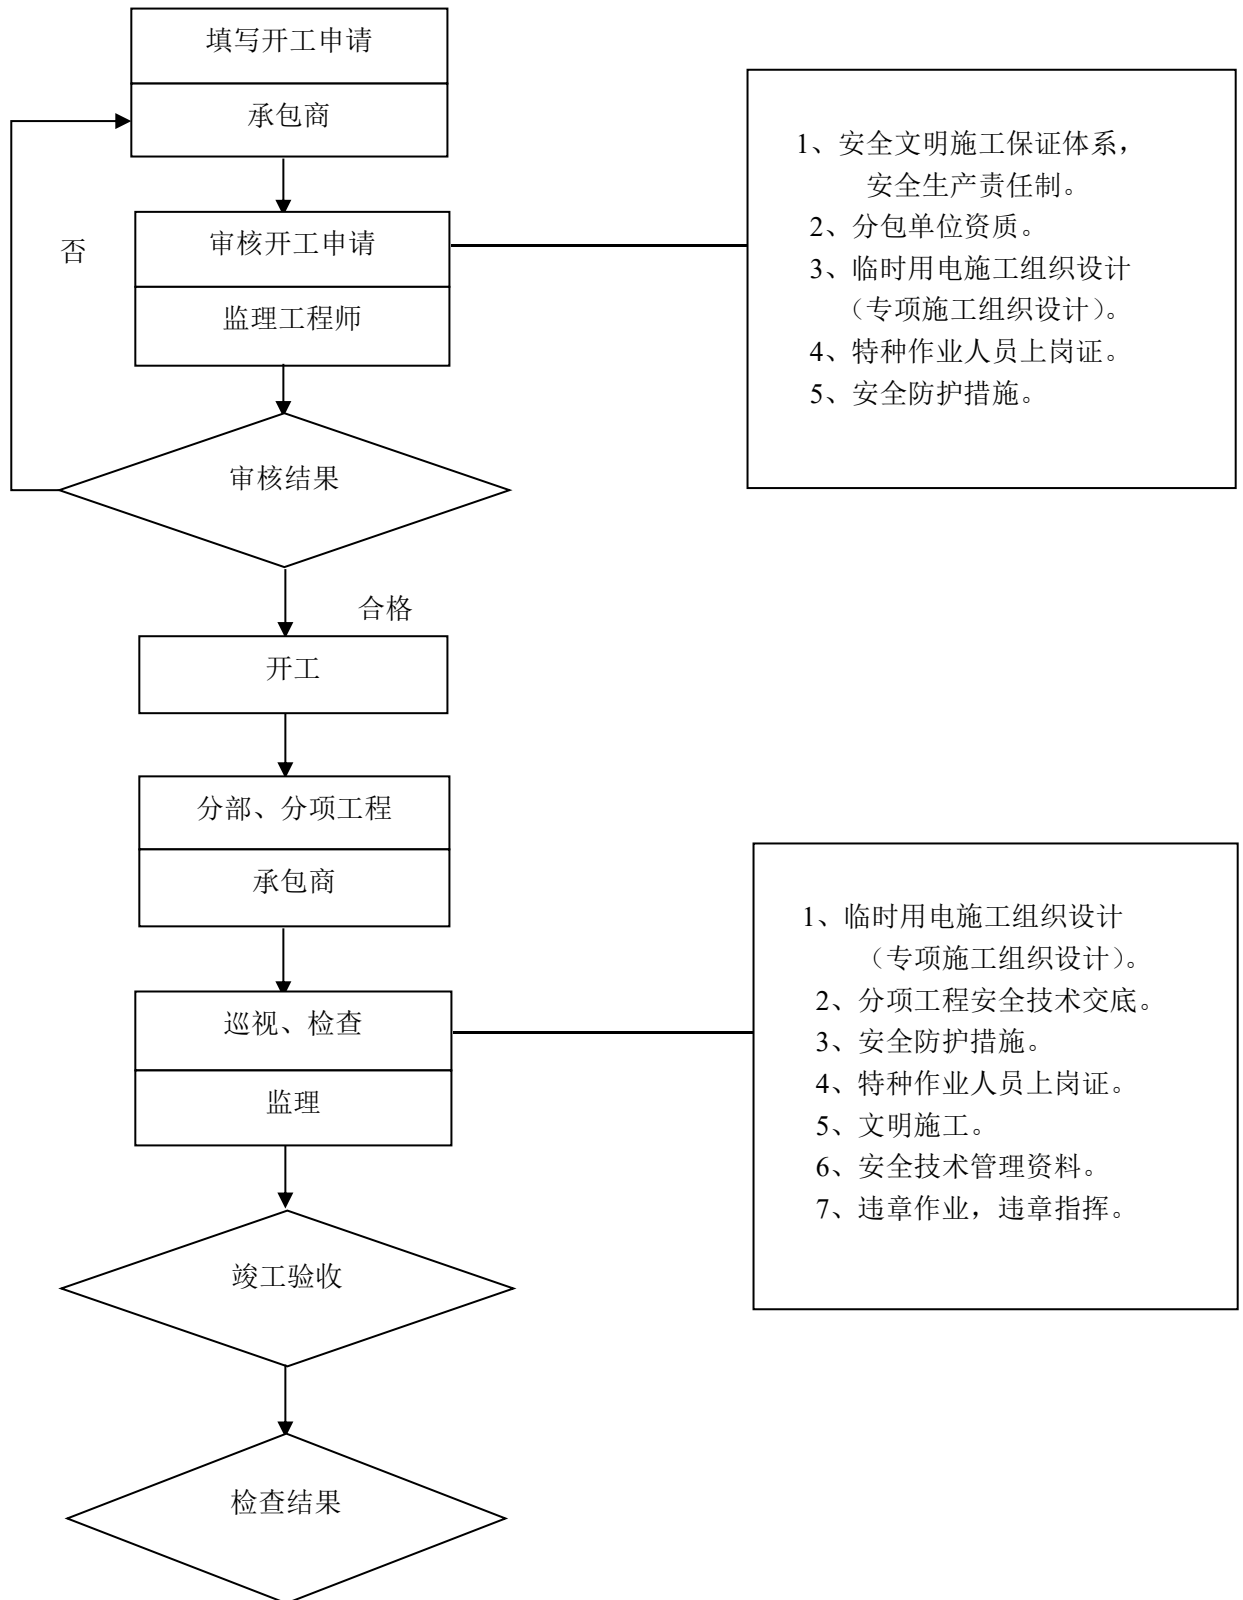 填写开工申请
承包商
否
审核开工申请
监理工程师
1、安全文明施工保证体系，
安全生产责任制。
2、分包单位资质。
3、临时用电施工组织设计
（专项施工组织设计）。
4、特种作业人员上岗证。
5、安全防护措施。
审核结果
合格
开工
分部、分项工程
承包商
巡视、检查
监理
1、临时用电施工组织设计
（专项施工组织设计）。
2、分项工程安全技术交底。
3、安全防护措施。
4、特种作业人员上岗证。
5、文明施工。
6、安全技术管理资料。
7、违章作业，违章指挥。
竣工验收
检查结果